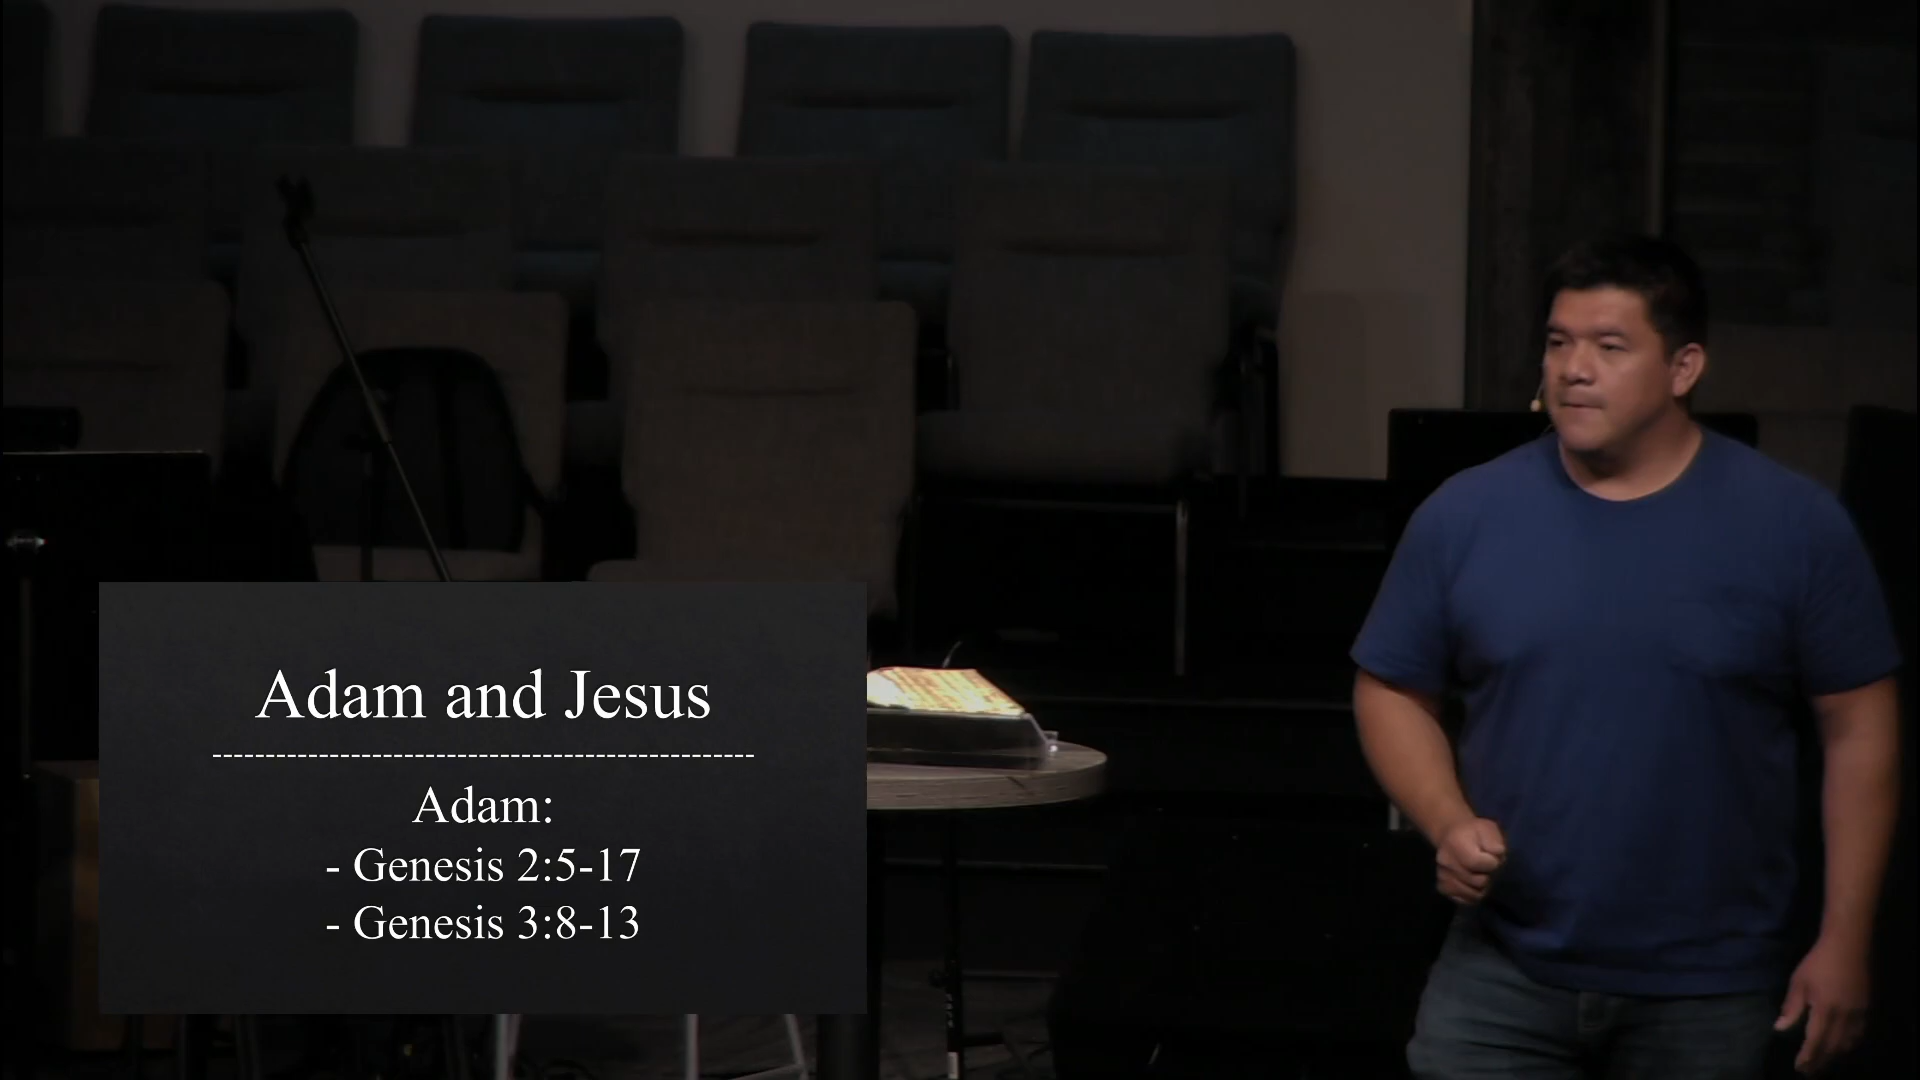 Adam and Jesus
-------------------------------------------------
Adam:
- Genesis 2:5-17
- Genesis 3:8-13